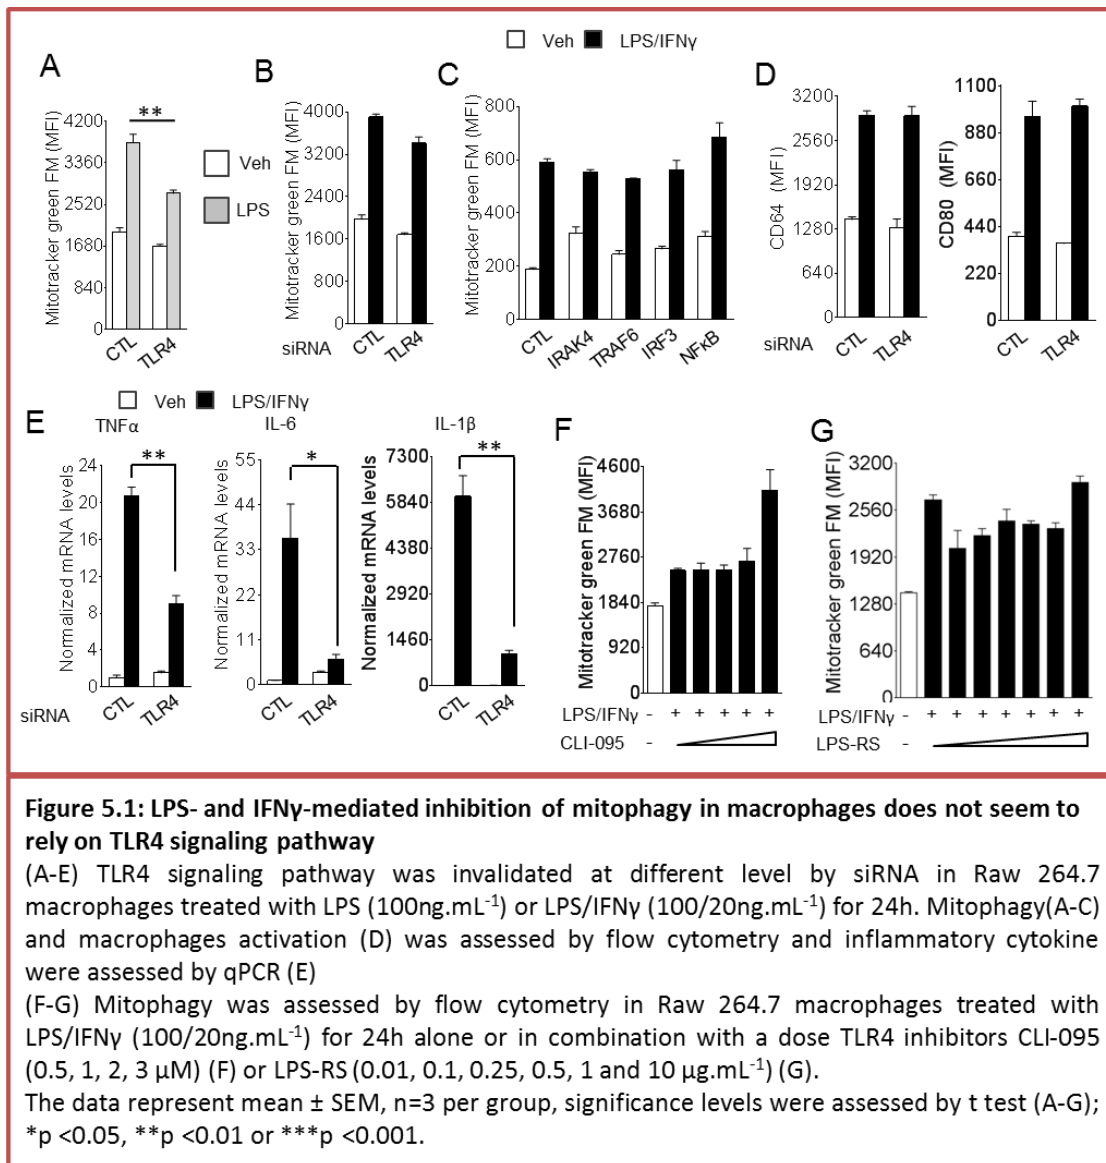 Veh LPS/IFNγ
A
Mitotracker green FM (MFI)
4200
3360
2520
1680
840
0
**
CTL
TLR4
Veh
LPS
siRNA
B
Mitotracker green FM (MFI)
4000
3200
2400
1600
800
0
CTL
TLR4
C
Mitotracker green FM (MFI)
800
600
400
200
0
CTL
IRAK4
TRAF6
IRF3
NFκB
D
CD64 (MFI)
3200
2560
1920
1280
640
0
CTL
TLR4
siRNA
CD80 (MFI)
1100
880
660
440
220
0
CTL
TLR4
Veh LPS/IFNγ
E
TNFα
Normalized mRNA levels
24
20
16
12
8
4
0
**
CTL
TLR4
siRNA
IL-6
Normalized mRNA levels
55
44
33
22
11
0
*
CTL
TLR4
IL-1β
Normalized mRNA levels
7300
5840
4380
2920
1460
0
**
CTL
TLR4
F
Mitotracker green FM (MFI)
4600
3680
2760
1840
920
0
LPS/IFNγ - + + + + +
CLI-095 -
G
Mitotracker green FM (MFI)
3200
2560
1920
1280
640
0
LPS/IFNγ - + + + + + + +
LPS-RS -
Figure 5.1: LPS- and IFNγ-mediated inhibition of mitophagy in macrophages does not seem to
rely on TLR4 signaling pathway
(A-E) TLR4 signaling pathway was invalidated at different level by siRNA in Raw 264.7
macrophages treated with LPS (100ng.mL⁻¹) or LPS/IFNγ (100/20ng.mL⁻¹) for 24h. Mitophagy(A-C)
and macrophages activation (D) was assessed by flow cytometry and inflammatory cytokine
were assessed by qPCR (E)
(F-G) Mitophagy was assessed by flow cytometry in Raw 264.7 macrophages treated with
LPS/IFNγ (100/20ng.mL⁻¹) for 24h alone or in combination with a dose TLR4 inhibitors CLI-095
(0.5, 1, 2, 3 μM) (F) or LPS-RS (0.01, 0.1, 0.25, 0.5, 1 and 10 μg.mL⁻¹) (G).
The data represent mean ± SEM, n=3 per group, significance levels were assessed by t test (A-G);
*p <0.05, **p <0.01 or ***p <0.001.